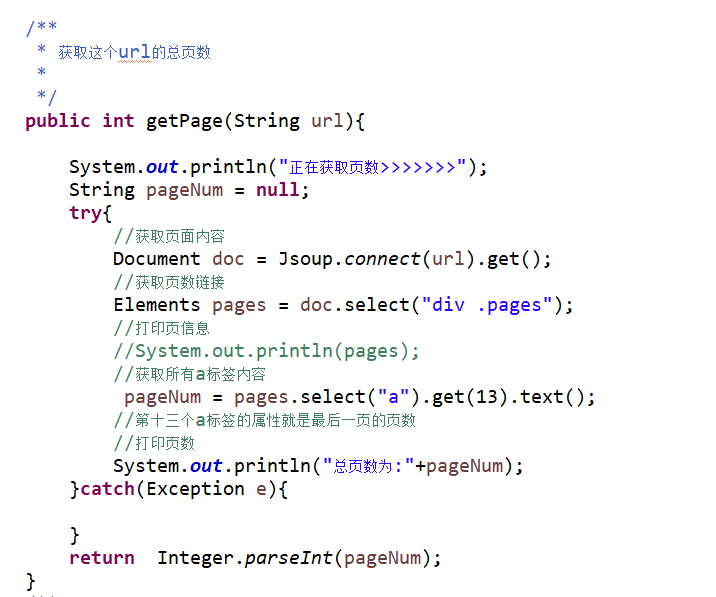 /**
 * 获取这个url的总页数
 *
 */
public int getPage(String url){
System.out.println("正在获取页数>>>>>>>");
String pageNum = null;
try{
//获取页面内容
Document doc = Jsoup.connect(url).get();
//获取页数链接
Elements pages = doc.select("div .pages");
//打印页信息
//System.out.println(pages);
//获取所有a标签内容
pageNum = pages.select("a").get(13).text();
//第十三个a标签的属性就是最后一页的页数
//打印页数
System.out.println("总页数为:"+pageNum);
}catch(Exception e){
}
return  Integer.parseInt(pageNum);
}